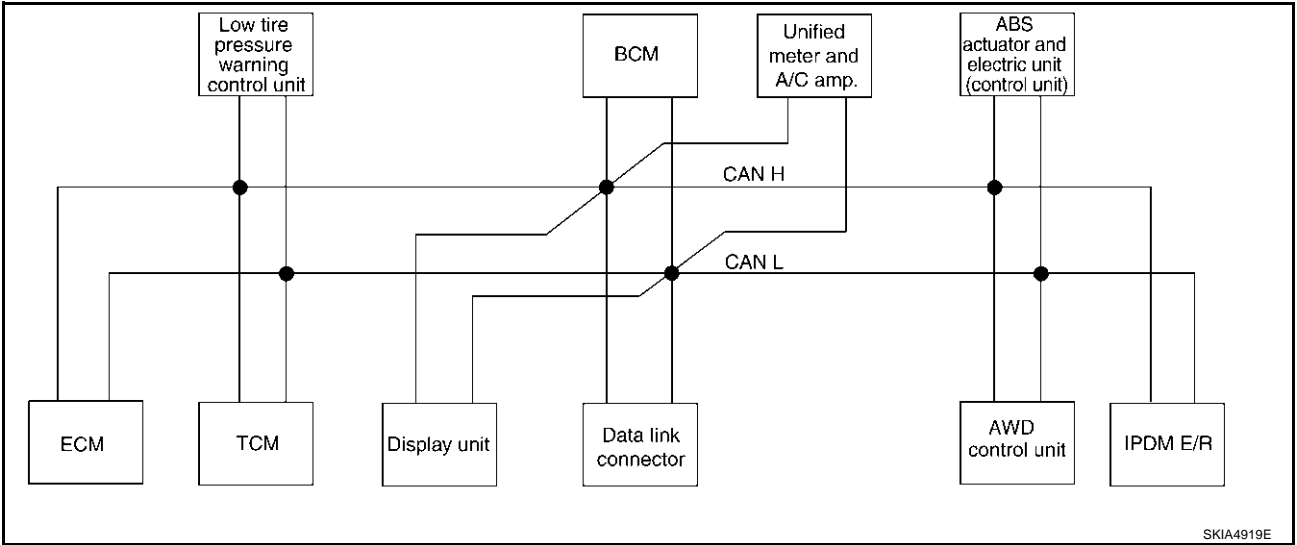 Low tire
pressure
warning
control unit
BCM
Unified
meter and
A/C amp.
ABS
actuator and
electric unit
(control unit)
CAN H
CAN L
ECM
TCM
Display unit
Data link
connector
AWD
control unit
IPDM E/R
SKIA4919E